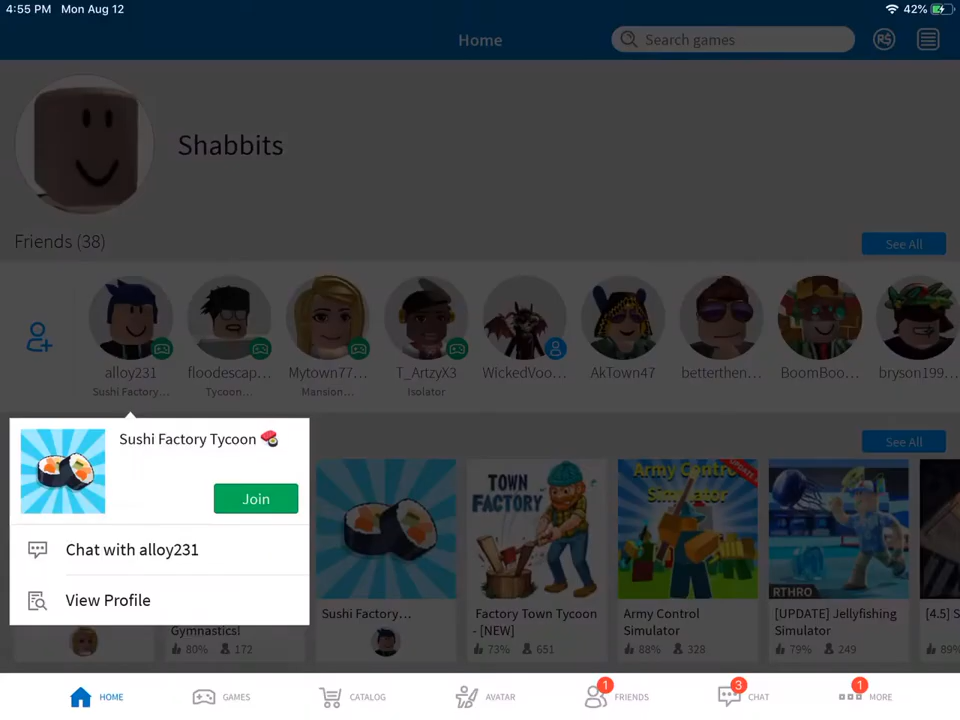 4:55 PM Mon Aug 12
42%
Home
Search games
R$
Shabbits
Friends (38)
See All
alloy231
floodescap...
Mytown77...
T_ArtzyX3
WickedVoo...
AkTown47
betterthen...
BoomBoo...
bryson199...
Sushi Factory...
Tycoon...
Mansion...
Isolator
Sushi Factory Tycoon 🍣
Join
Chat with alloy231
View Profile
See All
Gymnastics!
80% 172
Sushi Factory...
TOWN
FACTORY
Factory Town Tycoon
- [NEW]
73% 651
Army Control
Simulator
UPDATE
Army Control
Simulator
88% 328
RTHRO
[UPDATE] Jellyfishing
Simulator
79% 249
[4.5] S
89%
HOME
GAMES
CATALOG
AVATAR
1
FRIENDS
3
CHAT
1
MORE